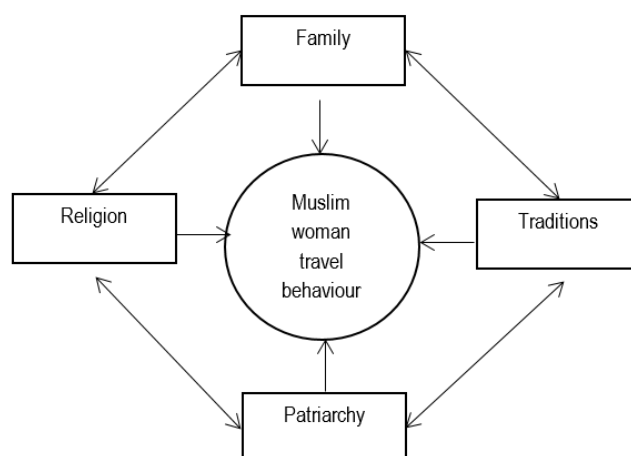 Family
Religion
Muslim
woman
travel
behaviour
Traditions
Patriarchy